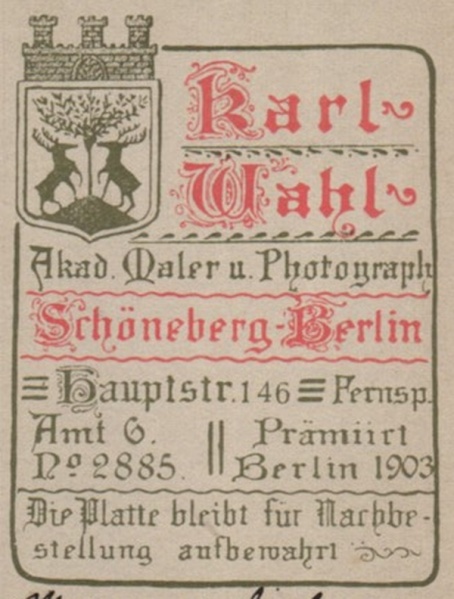 Karl
Wahl
Akad. Maler u. Photograph
Schöneberg-Berlin
Hauptstr. 146 Fernsp.
Amt 6. Prämiirt
No 2885. Berlin 1903
Die Platte bleibt für Nachbe-
stellung aufbewahrt